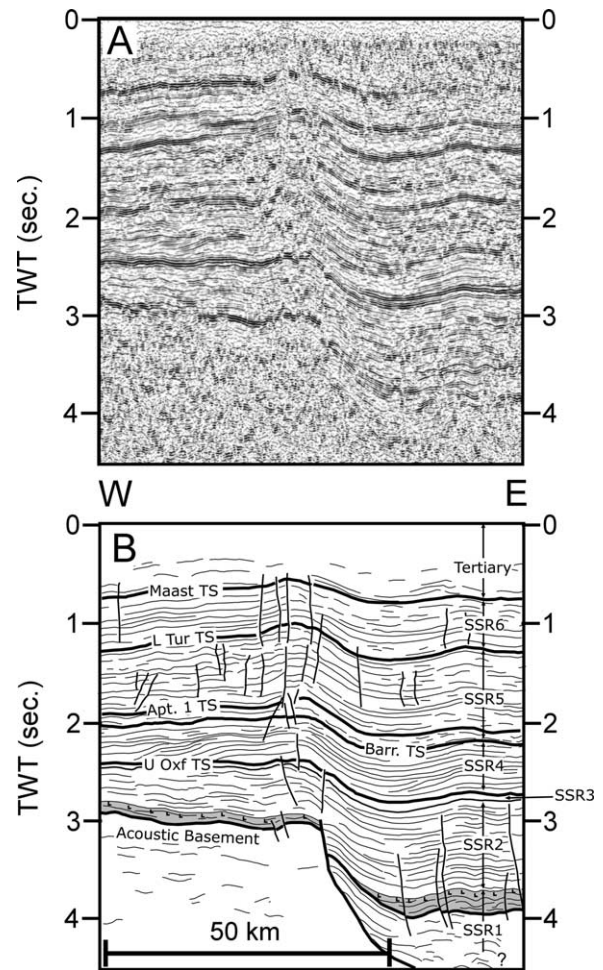 A
0 0
1 1
2 2
3 3
4 4
TWT (sec.)
W E
B
0 0
1 1
2 2
3 3
4 4
TWT (sec.)
Tertiary
Maast TS
SSR6
L Tur TS
SSR5
Apt. 1 TS
Barr. TS
SSR4
U Oxf TS
SSR3
SSR2
Acoustic Basement
SSR1
50 km
?